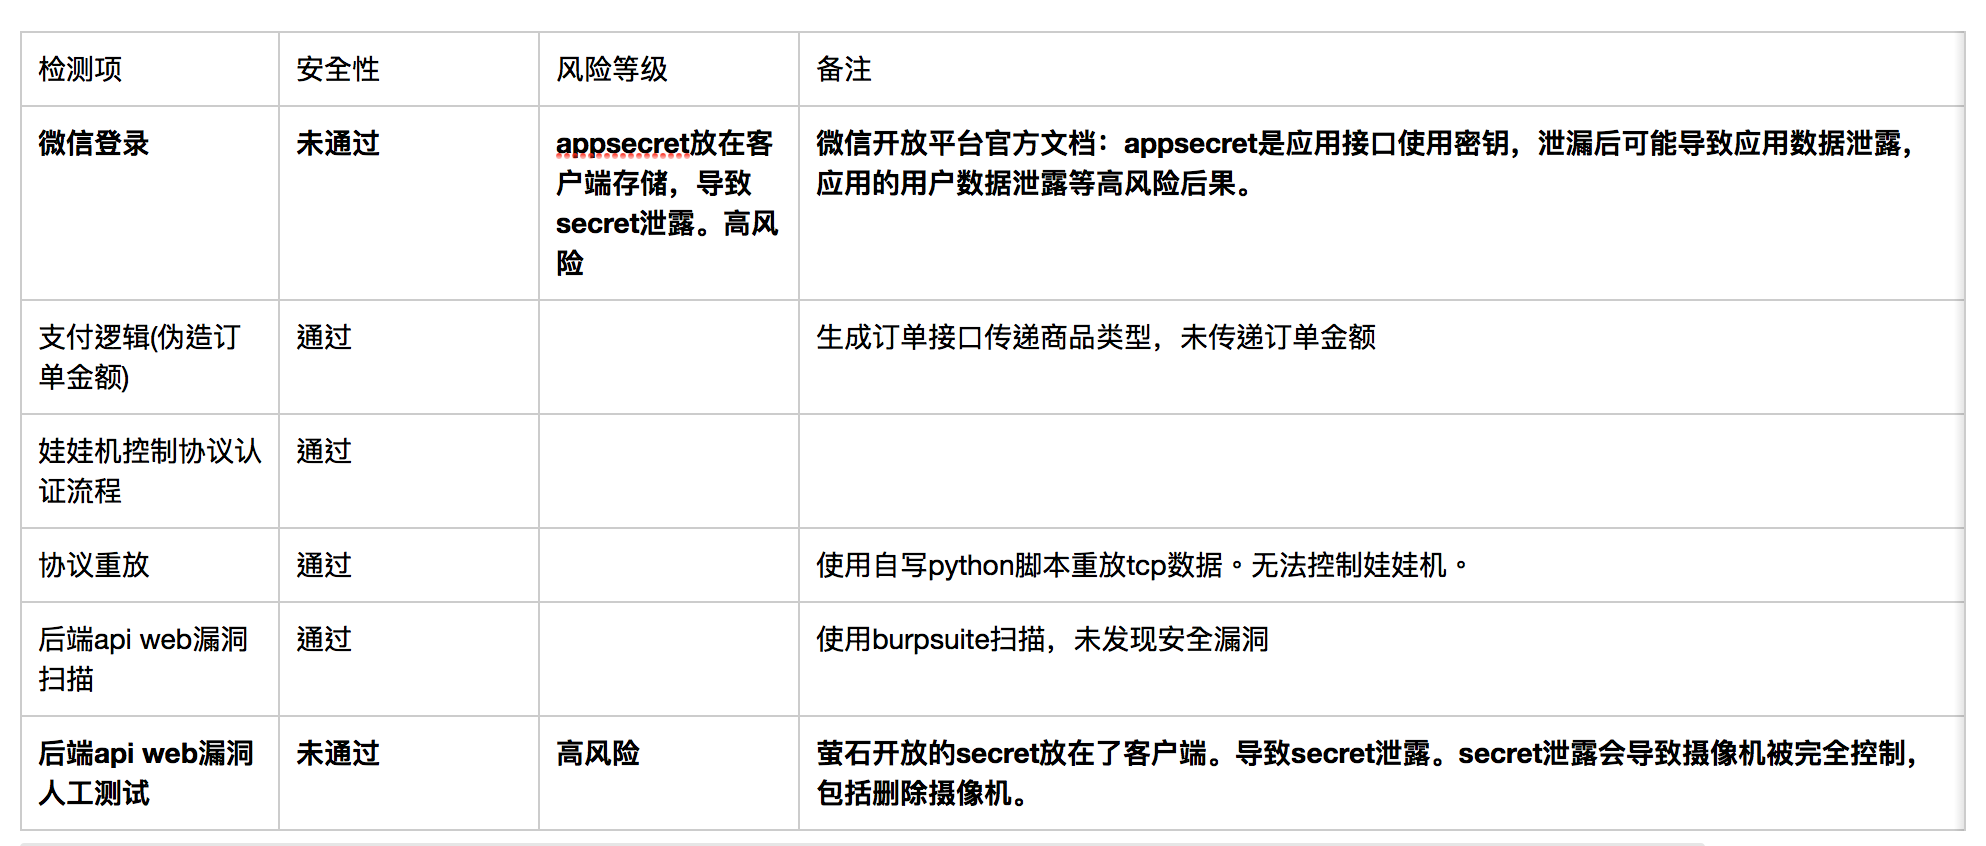 检测项
安全性
风险等级
备注
微信登录
未通过
appsecret放在客
户端存储，导致
secret泄露。高风
险
微信开放平台官方文档：appsecret是应用接口使用密钥，泄漏后可能导致应用数据泄露，
应用的用户数据泄露等高风险后果。
支付逻辑(伪造订
单金额)
通过
生成订单接口传递商品类型，未传递订单金额
娃娃机控制协议认
证流程
通过
协议重放
通过
使用自写python脚本重放tcp数据。无法控制娃娃机。
后端api web漏洞
扫描
通过
使用burpsuite扫描，未发现安全漏洞
后端api web漏洞
人工测试
未通过
高风险
萤石开放的secret放在了客户端。导致secret泄露。secret泄露会导致摄像机被完全控制，
包括删除摄像机。